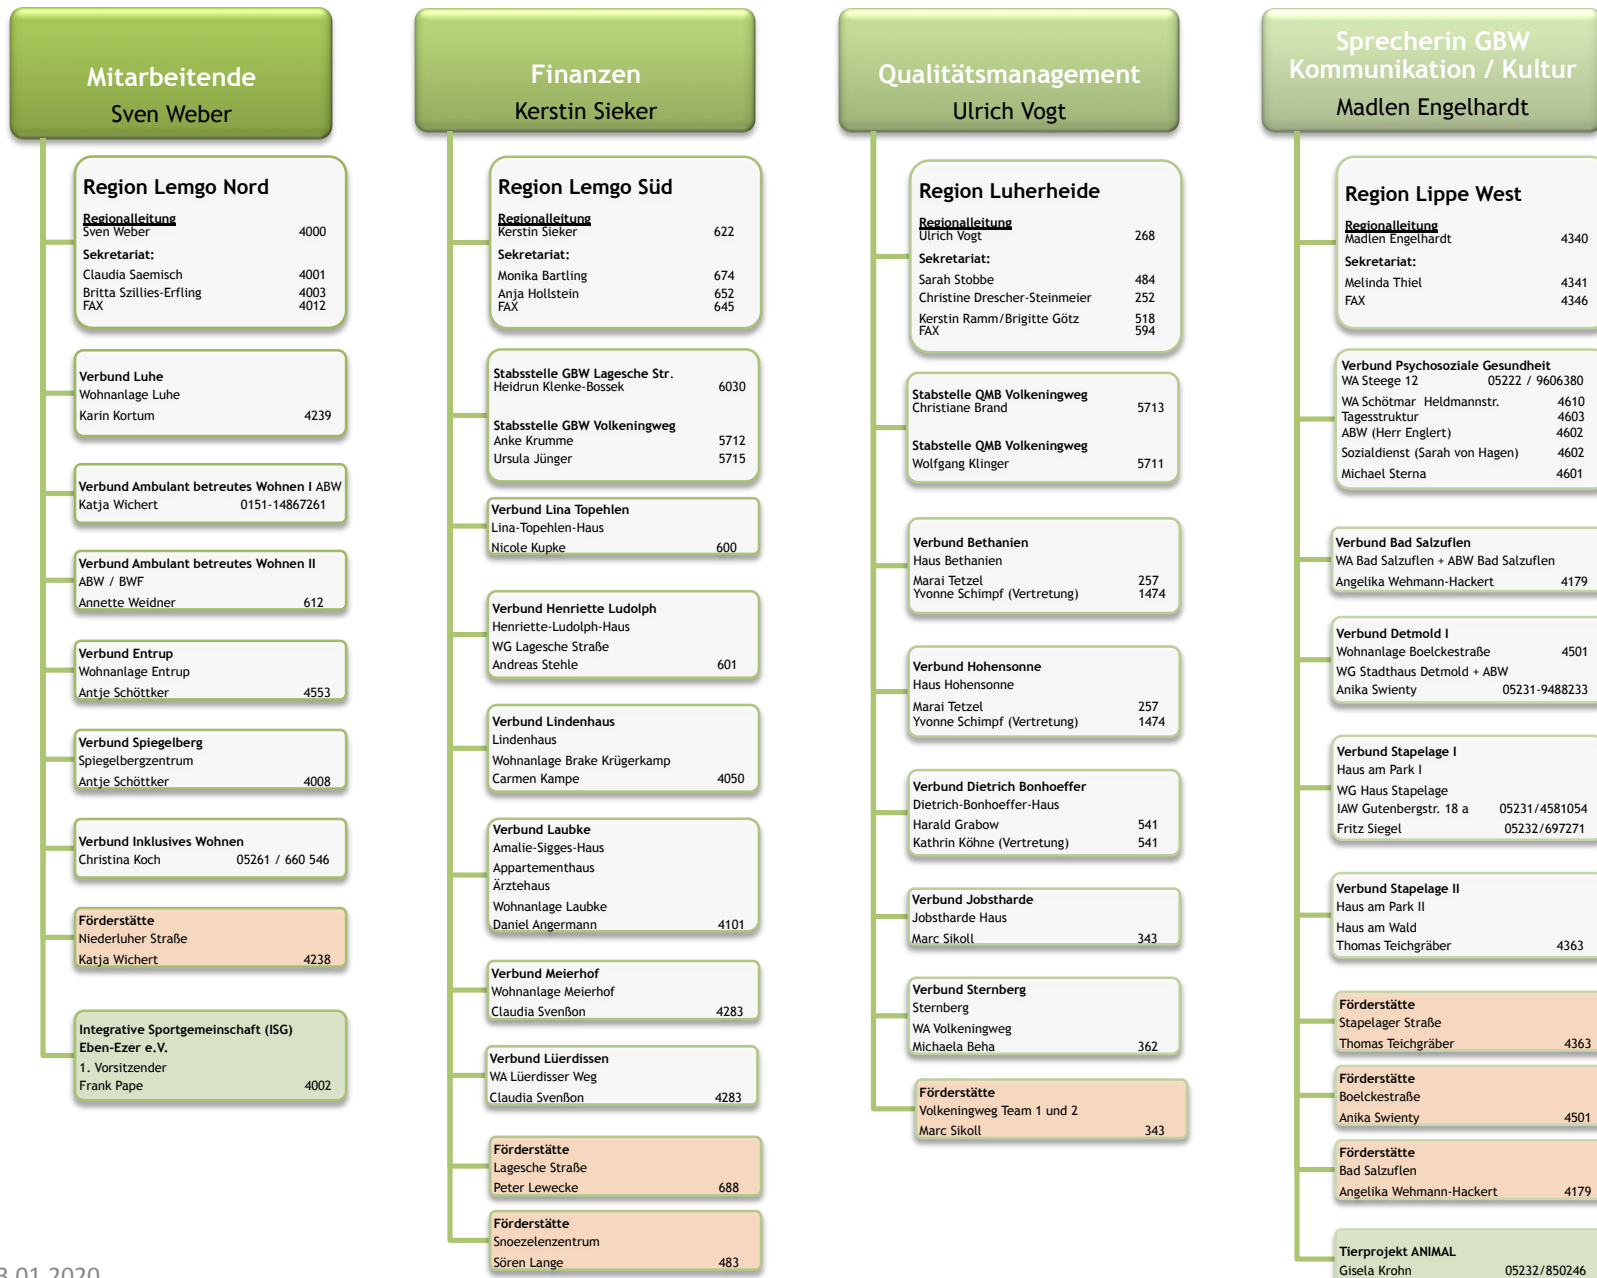 Mitarbeitende
Sven Weber
Region Lemgo Nord
Regionalleitung
Sven Weber 4000
Sekretariat:
Claudia Saemisch 4001
Britta Szillies-Erfling 4003
FAX 4012
Verbund Luhe
Wohnanlage Luhe
Karin Kortum 4239
Verbund Ambulant betreutes Wohnen I ABW
Katja Wichert 0151-14867261
Verbund Ambulant betreutes Wohnen II
ABW / BWF
Annette Weidner 612
Verbund Entrup
Wohnanlage Entrup
Antje Schöttker 4553
Verbund Spiegelberg
Spiegelbergzentrum
Antje Schöttker 4008
Verbund Inklusives Wohnen
Christina Koch 05261 / 660 546
Förderstätte
Niederluher Straße
Katja Wichert 4238
Integrative Sportgemeinschaft (ISG)
Eben-Ezer e.V.
1. Vorsitzender
Frank Pape 4002
Finanzen
Kerstin Sieker
Region Lemgo Süd
Regionalleitung
Kerstin Sieker 622
Sekretariat:
Monika Bartling 674
Anja Hollstein 652
FAX 645
Stabsstelle GBW Lagesche Str.
Heidrun Klenke-Bossek 6030
Stabsstelle GBW Volkeningweg
Anke Krumme 5712
Ursula Jünger 5715
Verbund Lina Topehlen
Lina-Topehlen-Haus
Nicole Kupke 600
Verbund Henriette Ludolph
Henriette-Ludolph-Haus
WG Lagesche Straße
Andreas Stehle 601
Verbund Lindenhaus
Lindenhaus
Wohnanlage Brake Krügerkamp
Carmen Kampe 4050
Verbund Laubke
Amalie-Sigges-Haus
Appartementhaus
Ärztehaus
Wohnanlage Laubke
Daniel Angermann 4101
Verbund Meierhof
Wohnanlage Meierhof
Claudia Svenßon 4283
Verbund Lüerdissen
WA Lüerdisser Weg
Claudia Svenßon 4283
Förderstätte
Lagesche Straße
Peter Lewecke 688
Förderstätte
Snoezelenzentrum
Sören Lange 483
Qualitätsmanagement
Ulrich Vogt
Region Luherheide
Regionalleitung
Ulrich Vogt 268
Sekretariat:
Sarah Stobbe 484
Christine Drescher-Steinmeier 252
Kerstin Ramm/Brigitte Götz 518
FAX 594
Stabstelle QMB Volkeningweg
Christiane Brand 5713
Stabstelle QMB Volkeningweg
Wolfgang Klinger 5711
Verbund Bethanien
Haus Bethanien
Marai Tetzel 257
Yvonne Schimpf (Vertretung) 1474
Verbund Hohensonne
Haus Hohensonne
Marai Tetzel 257
Yvonne Schimpf (Vertretung) 1474
Verbund Dietrich Bonhoeffer
Dietrich-Bonhoeffer-Haus
Harald Grabow 541
Kathrin Köhne (Vertretung) 541
Verbund Jobstharde
Jobstharde Haus
Marc Sikoll 343
Verbund Sternberg
Sternberg
WA Volkeningweg
Michaela Beha 362
Förderstätte
Volkeningweg Team 1 und 2
Marc Sikoll 343
Sprecherin GBW
Kommunikation / Kultur
Madlen Engelhardt
Region Lippe West
Regionalleitung
Madlen Engelhardt 4340
Sekretariat:
Melinda Thiel 4341
FAX 4346
Verbund Psychosoziale Gesundheit
WA Steege 12 05222 / 9606380
WA Schötmar Heldmannstr. 4610
Tagesstruktur 4603
ABW (Herr Englert) 4602
Sozialdienst (Sarah von Hagen) 4602
Michael Sterna 4601
Verbund Bad Salzuflen
WA Bad Salzuflen + ABW Bad Salzuflen
Angelika Wehmann-Hackert 4179
Verbund Detmold I
Wohnanlage Boelckestraße 4501
WG Stadthaus Detmold + ABW
Anika Swienty 05231-9488233
Verbund Stapelage I
Haus am Park I
WG Haus Stapelage
IAW Gutenbergstr. 18 a 05231/4581054
Fritz Siegel 05232/697271
Verbund Stapelage II
Haus am Park II
Haus am Wald
Thomas Teichgräber 4363
Förderstätte
Stapelager Straße
Thomas Teichgräber 4363
Förderstätte
Boelckestraße
Anika Swienty 4501
Förderstätte
Bad Salzuflen
Angelika Wehmann-Hackert 4179
Tierprojekt ANIMAL
Gisela Krohn 05232/850246
3.01.2020